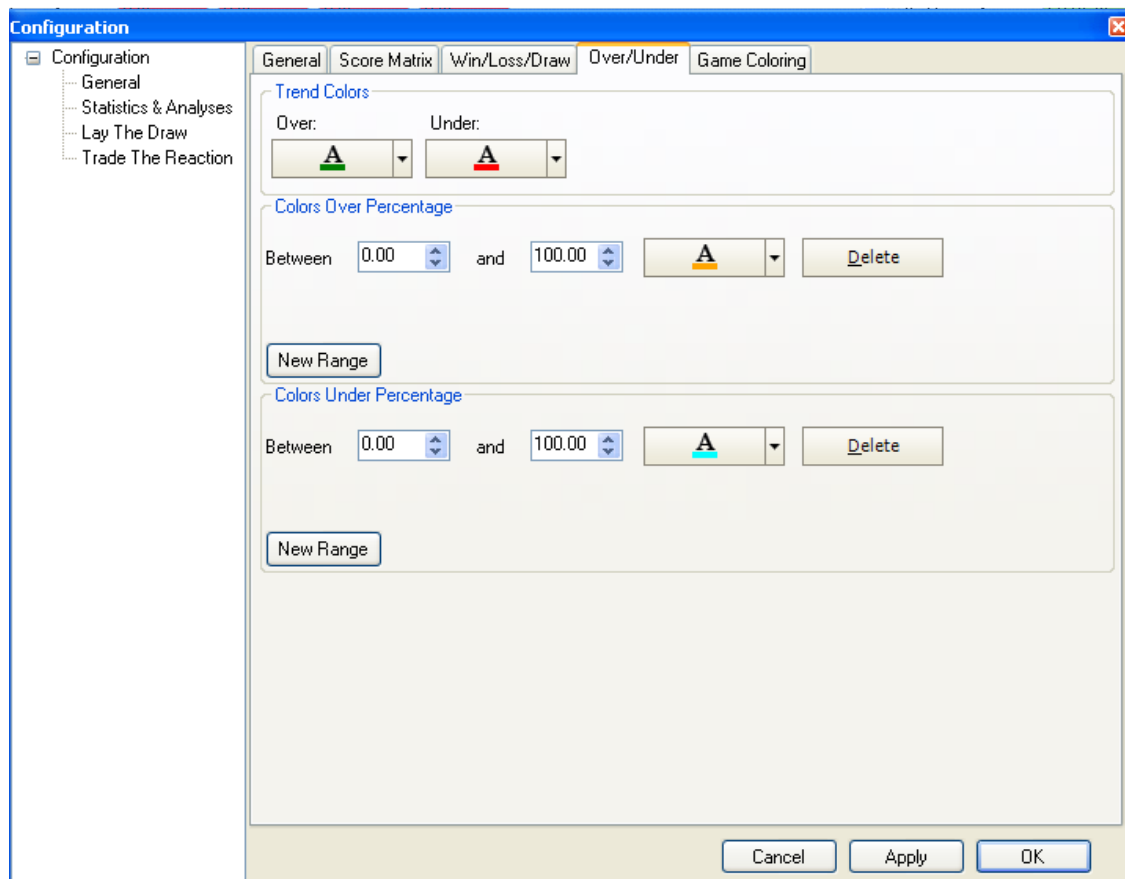 Configuration
Configuration
General
Statistics & Analyses
Lay The Draw
Trade The Reaction
General Score Matrix Win/Loss/Draw Over/Under Game Coloring
Trend Colors
Over: Under:
A A
Colors Over Percentage
Between 0.00 and 100.00 A Delete
New Range
Colors Under Percentage
Between 0.00 and 100.00 A Delete
New Range
Cancel Apply OK